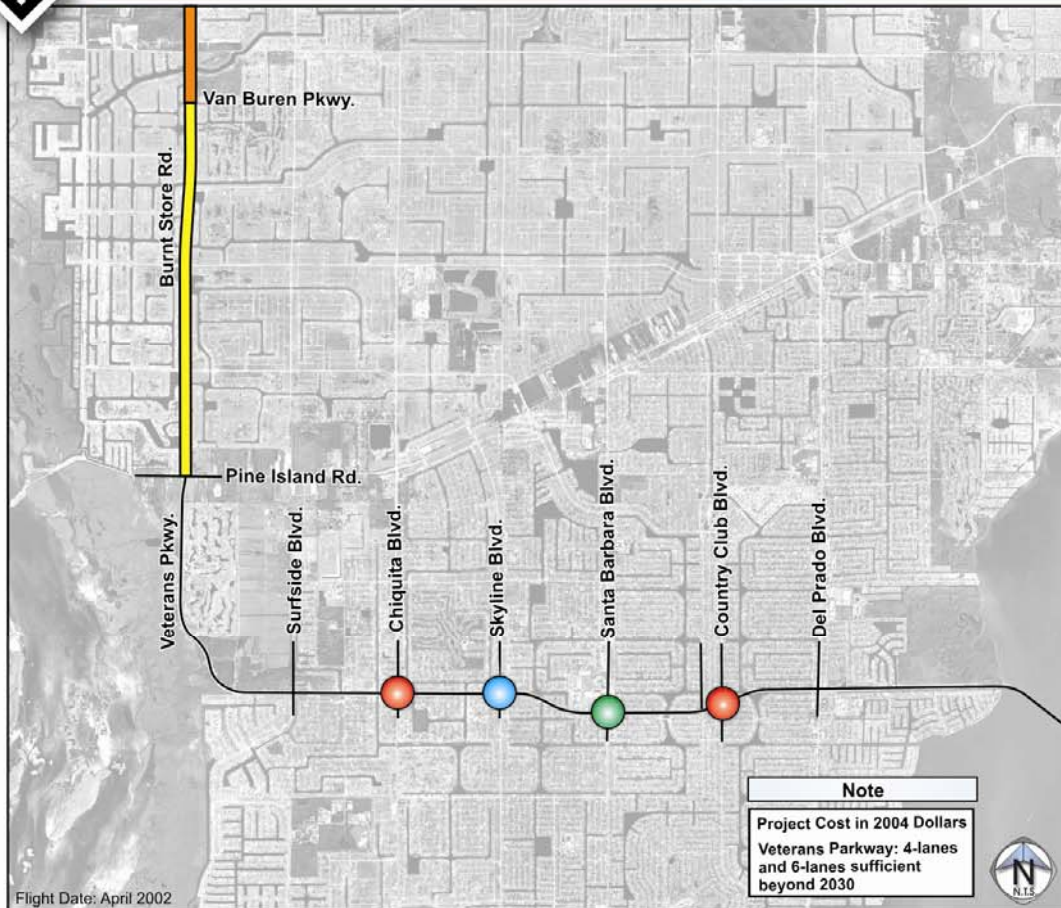 Van Buren Pkwy.
Burnt Store Rd.
Pine Island Rd.
Veterans Pkwy.
Surfside Blvd.
Chiquita Blvd.
Skyline Blvd.
Santa Barbara Blvd.
Country Club Blvd.
Del Prado Blvd.
Note
Project Cost in 2004 Dollars
Veterans Parkway: 4-lanes
and 6-lanes sufficient
beyond 2030
N
N.T.S.
Flight Date: April 2002